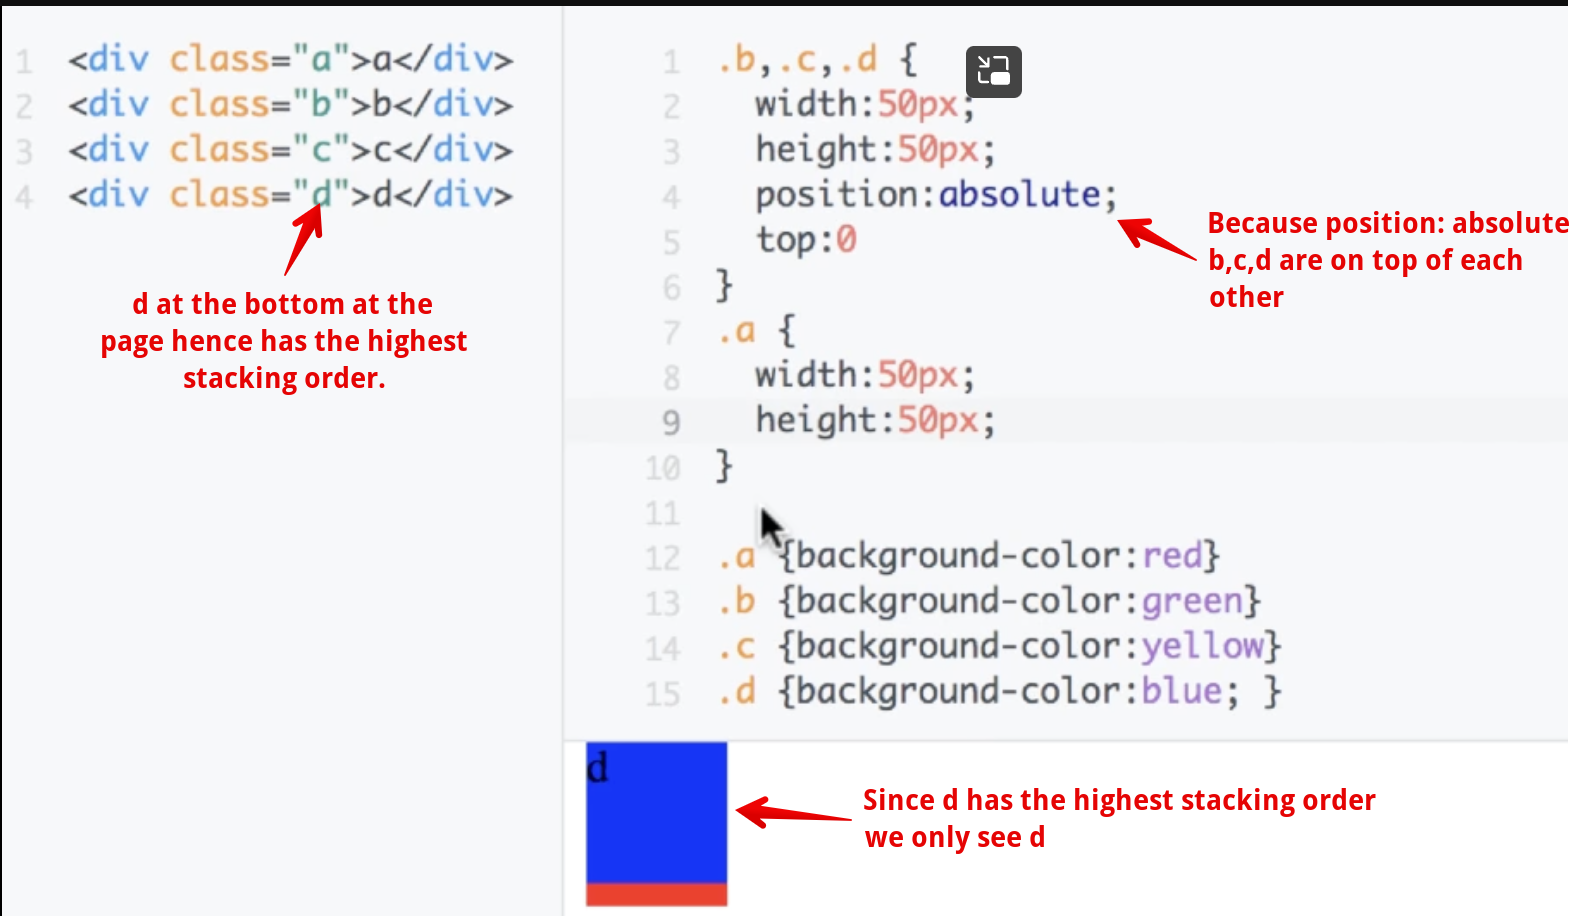 1 <div class="a">a</div>
2 <div class="b">b</div>
3 <div class="c">c</div>
4 <div class="d">d</div>
d at the bottom at the
page hence has the highest
stacking order.
1 .b,.c,.d {
2 width:50px;
3 height:50px;
4 position:absolute;
5 top:0
6 }
7 .a {
8 width:50px;
9 height:50px;
10 }
11
12 .a {background-color:red}
13 .b {background-color:green}
14 .c {background-color:yellow}
15 .d {background-color:blue; }
Because position: absolute
b,c,d are on top of each
other
d
Since d has the highest stacking order
we only see d